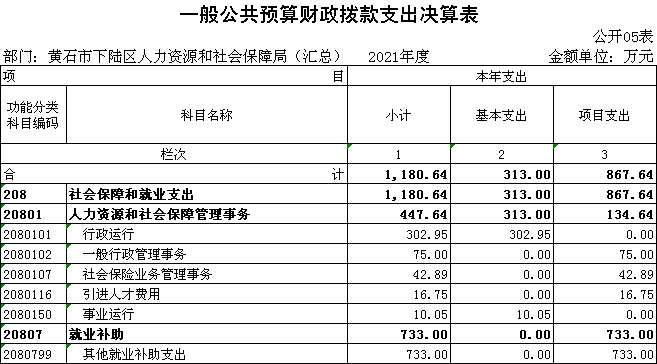 一般公共预算财政拨款支出决算表
公开05表
部门：黄石市下陆区人力资源和社会保障局（汇总） 2021年度 金额单位：万元
项 目 本年支出
功能分类科目编码 科目名称 小计 基本支出 项目支出
栏次 1 2 3
合 计 1,180.64 313.00 867.64
208 社会保障和就业支出 1,180.64 313.00 867.64
20801 人力资源和社会保障管理事务 447.64 313.00 134.64
2080101 行政运行 302.95 302.95 0.00
2080102 一般行政管理事务 75.00 0.00 75.00
2080107 社会保险业务管理事务 42.89 0.00 42.89
2080116 引进人才费用 16.75 0.00 16.75
2080150 事业运行 10.05 10.05 0.00
20807 就业补助 733.00 0.00 733.00
2080799 其他就业补助支出 733.00 0.00 733.00